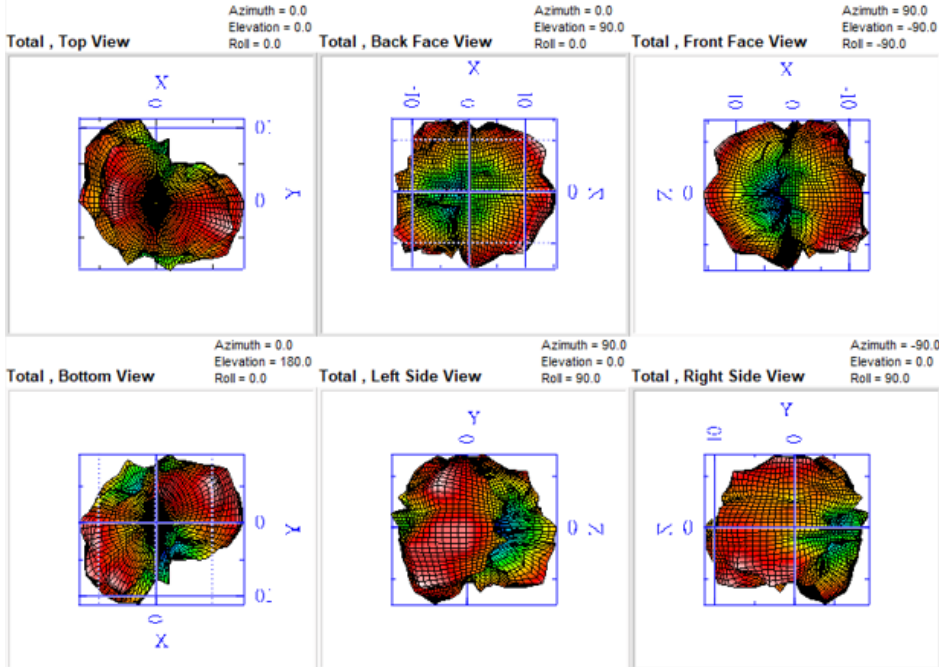 Azimuth = 0.0
Elevation = 0.0
Roll = 0.0
Total , Top View
Azimuth = 0.0
Elevation = 90.0
Roll = 0.0
Total , Back Face View
Azimuth = 90.0
Elevation = -90.0
Roll = -90.0
Total , Front Face View
X
0
Y
0
X
-10
0
10
0
Z
X
10
0
-10
Z
0
Azimuth = 0.0
Elevation = 180.0
Roll = 0.0
Total , Bottom View
Azimuth = 90.0
Elevation = 0.0
Roll = 90.0
Total , Left Side View
Azimuth = -90.0
Elevation = 0.0
Roll = 90.0
Total , Right Side View
0
Y
0
X
Y
0
0
Z
Y
10
0
Z
0